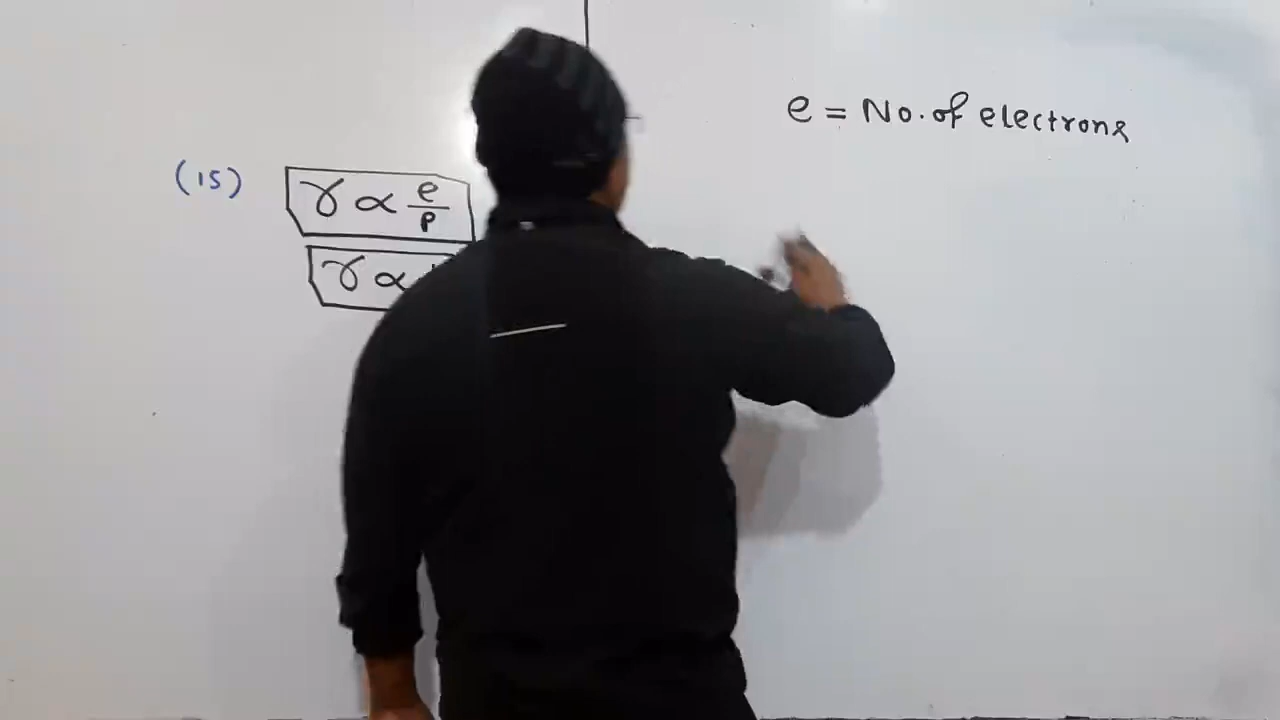 e = No. of electrons
(15) γ ∝ e/p
γ ∝